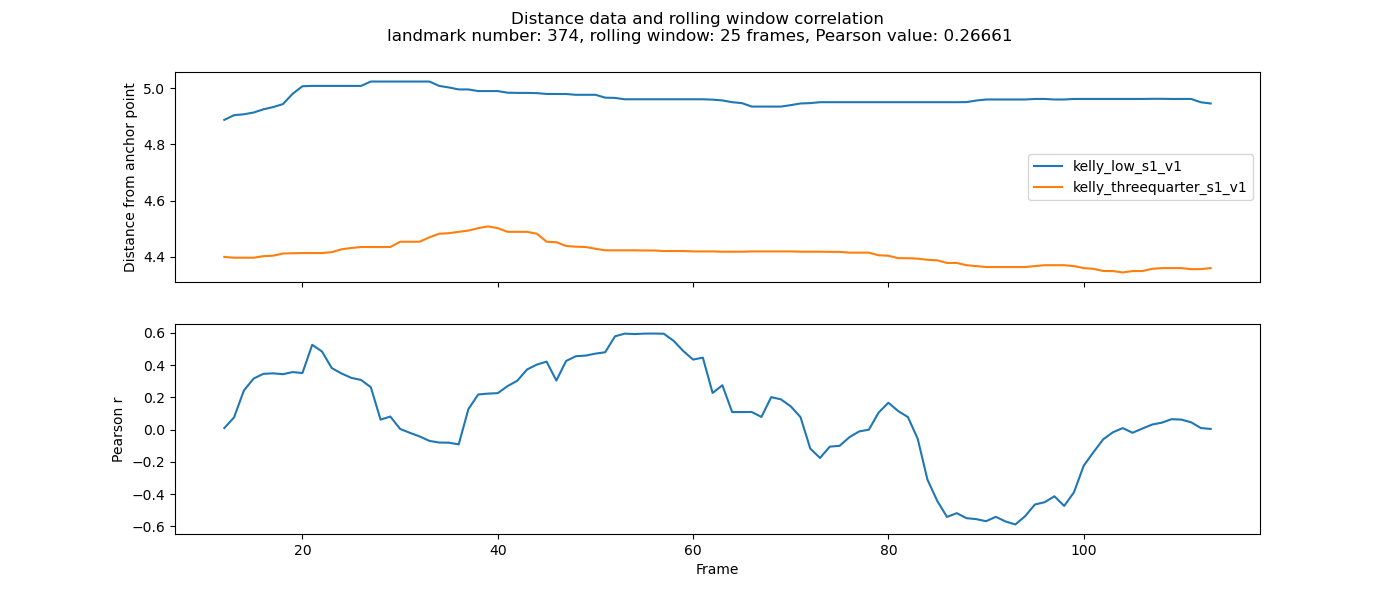 Distance data and rolling window correlation
landmark number: 374, rolling window: 25 frames, Pearson value: 0.26661
Distance from anchor point
5.0
4.8
4.6
4.4
kelly_low_s1_v1
kelly_threequarter_s1_v1
Pearson r
0.6
0.4
0.2
0.0
−0.2
−0.4
−0.6
20 40 60 80 100
Frame